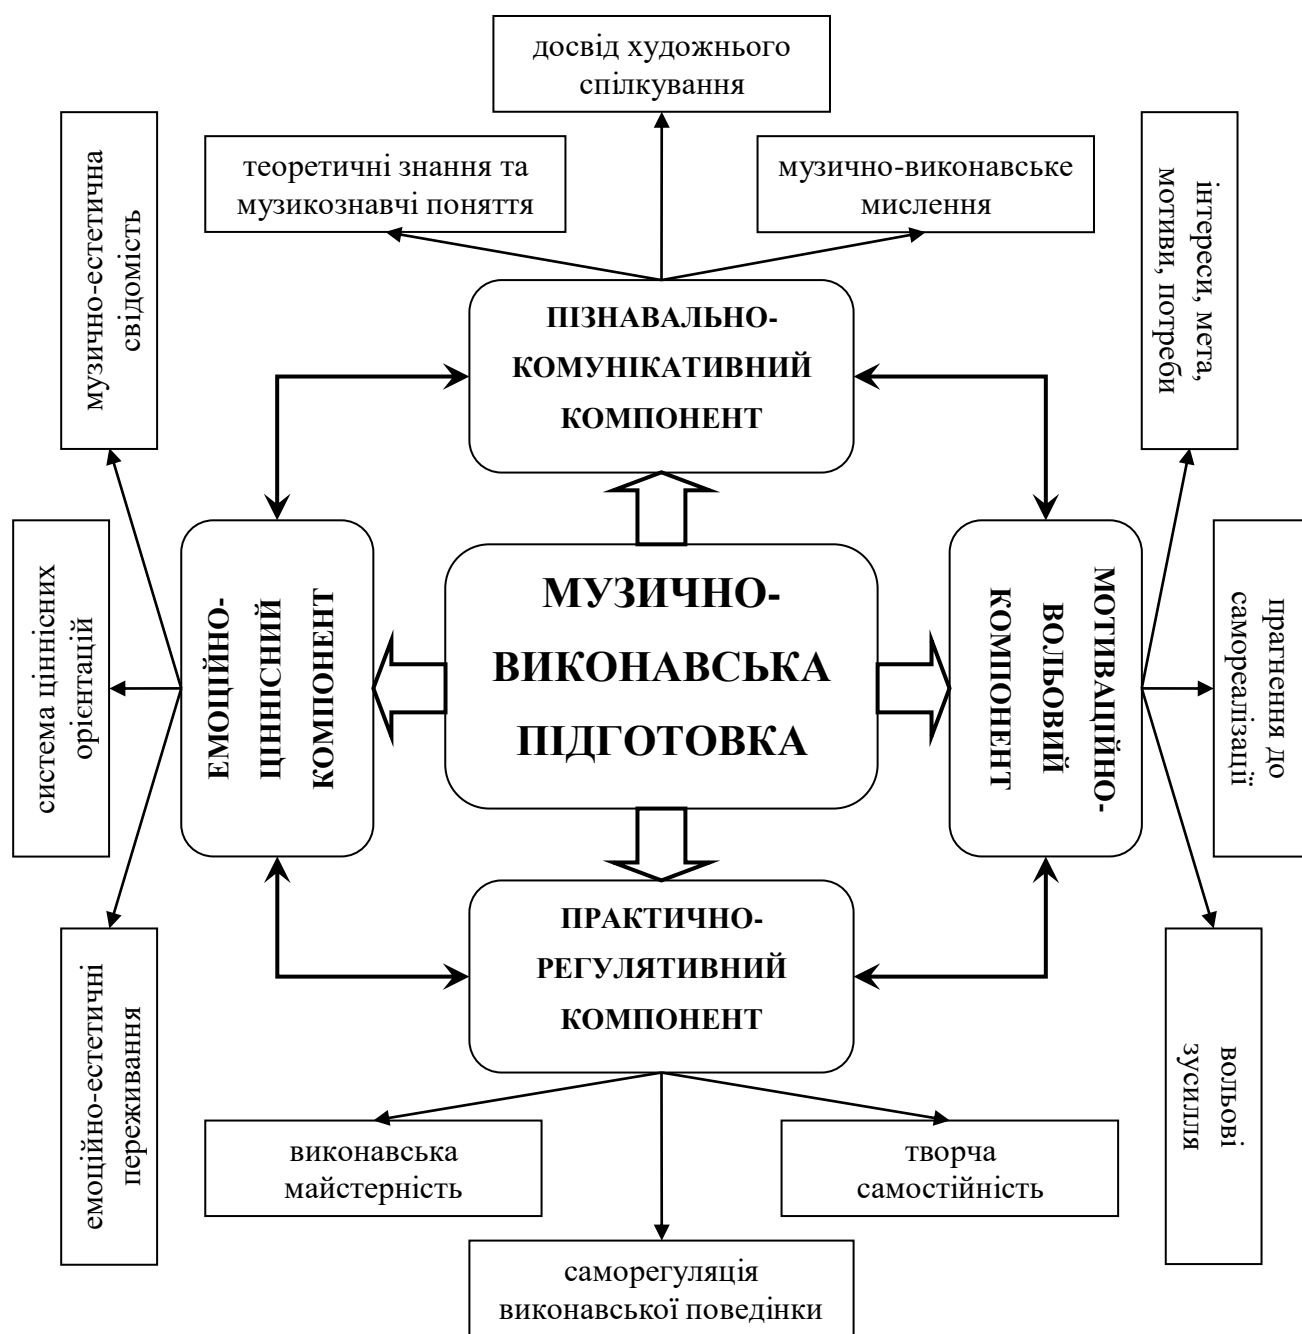 досвід художнього
спілкування
теоретичні знання та
музикознавчі поняття
музично-виконавське
мислення
музично-естетична
свідомість
інтереси, мета,
мотиви, потреби
ПІЗНАВАЛЬНО-
КОМУНІКАТИВНИЙ
КОМПОНЕНТ
система ціннісних
орієнтацій
ЕМОЦІЙНО-
ЦІННІСНИЙ
КОМПОНЕНТ
МУЗИЧНО-
ВИКОНАВСЬКА
ПІДГОТОВКА
МОТИВАЦІЙНО-
ВОЛЬОВИЙ
КОМПОНЕНТ
прагнення до
самореалізації
ПРАКТИЧНО-
РЕГУЛЯТИВНИЙ
КОМПОНЕНТ
емоційно-естетичні
переживання
вольові
зусилля
виконавська
майстерність
творча
самостійність
саморегуляція
виконавської поведінки